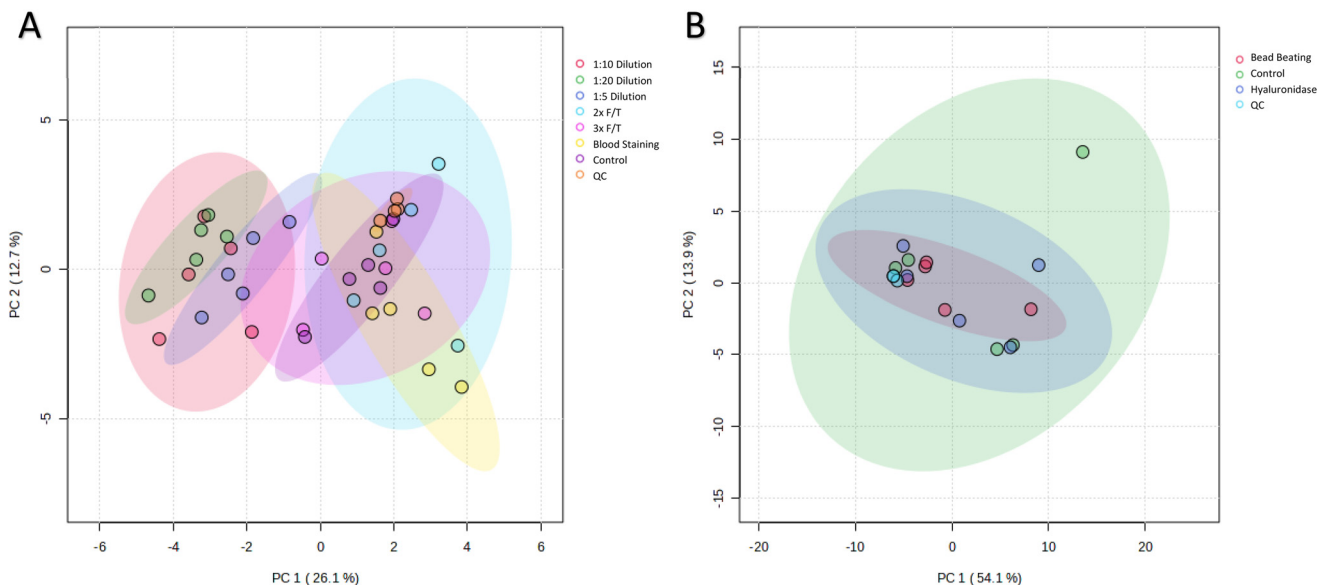 A
1:10 Dilution
1:20 Dilution
1:5 Dilution
2x F/T
3x F/T
Blood Staining
Control
QC
PC 2 ( 12.7 %)
5
0
-5
-6
-4
-2
0
2
4
6
PC 1 ( 26.1 %)
B
Bead Beating
Control
Hyaluronidase
QC
PC 2 ( 13.9 %)
15
10
5
0
-5
-10
-15
-20
-10
0
10
20
PC 1 ( 54.1 %)